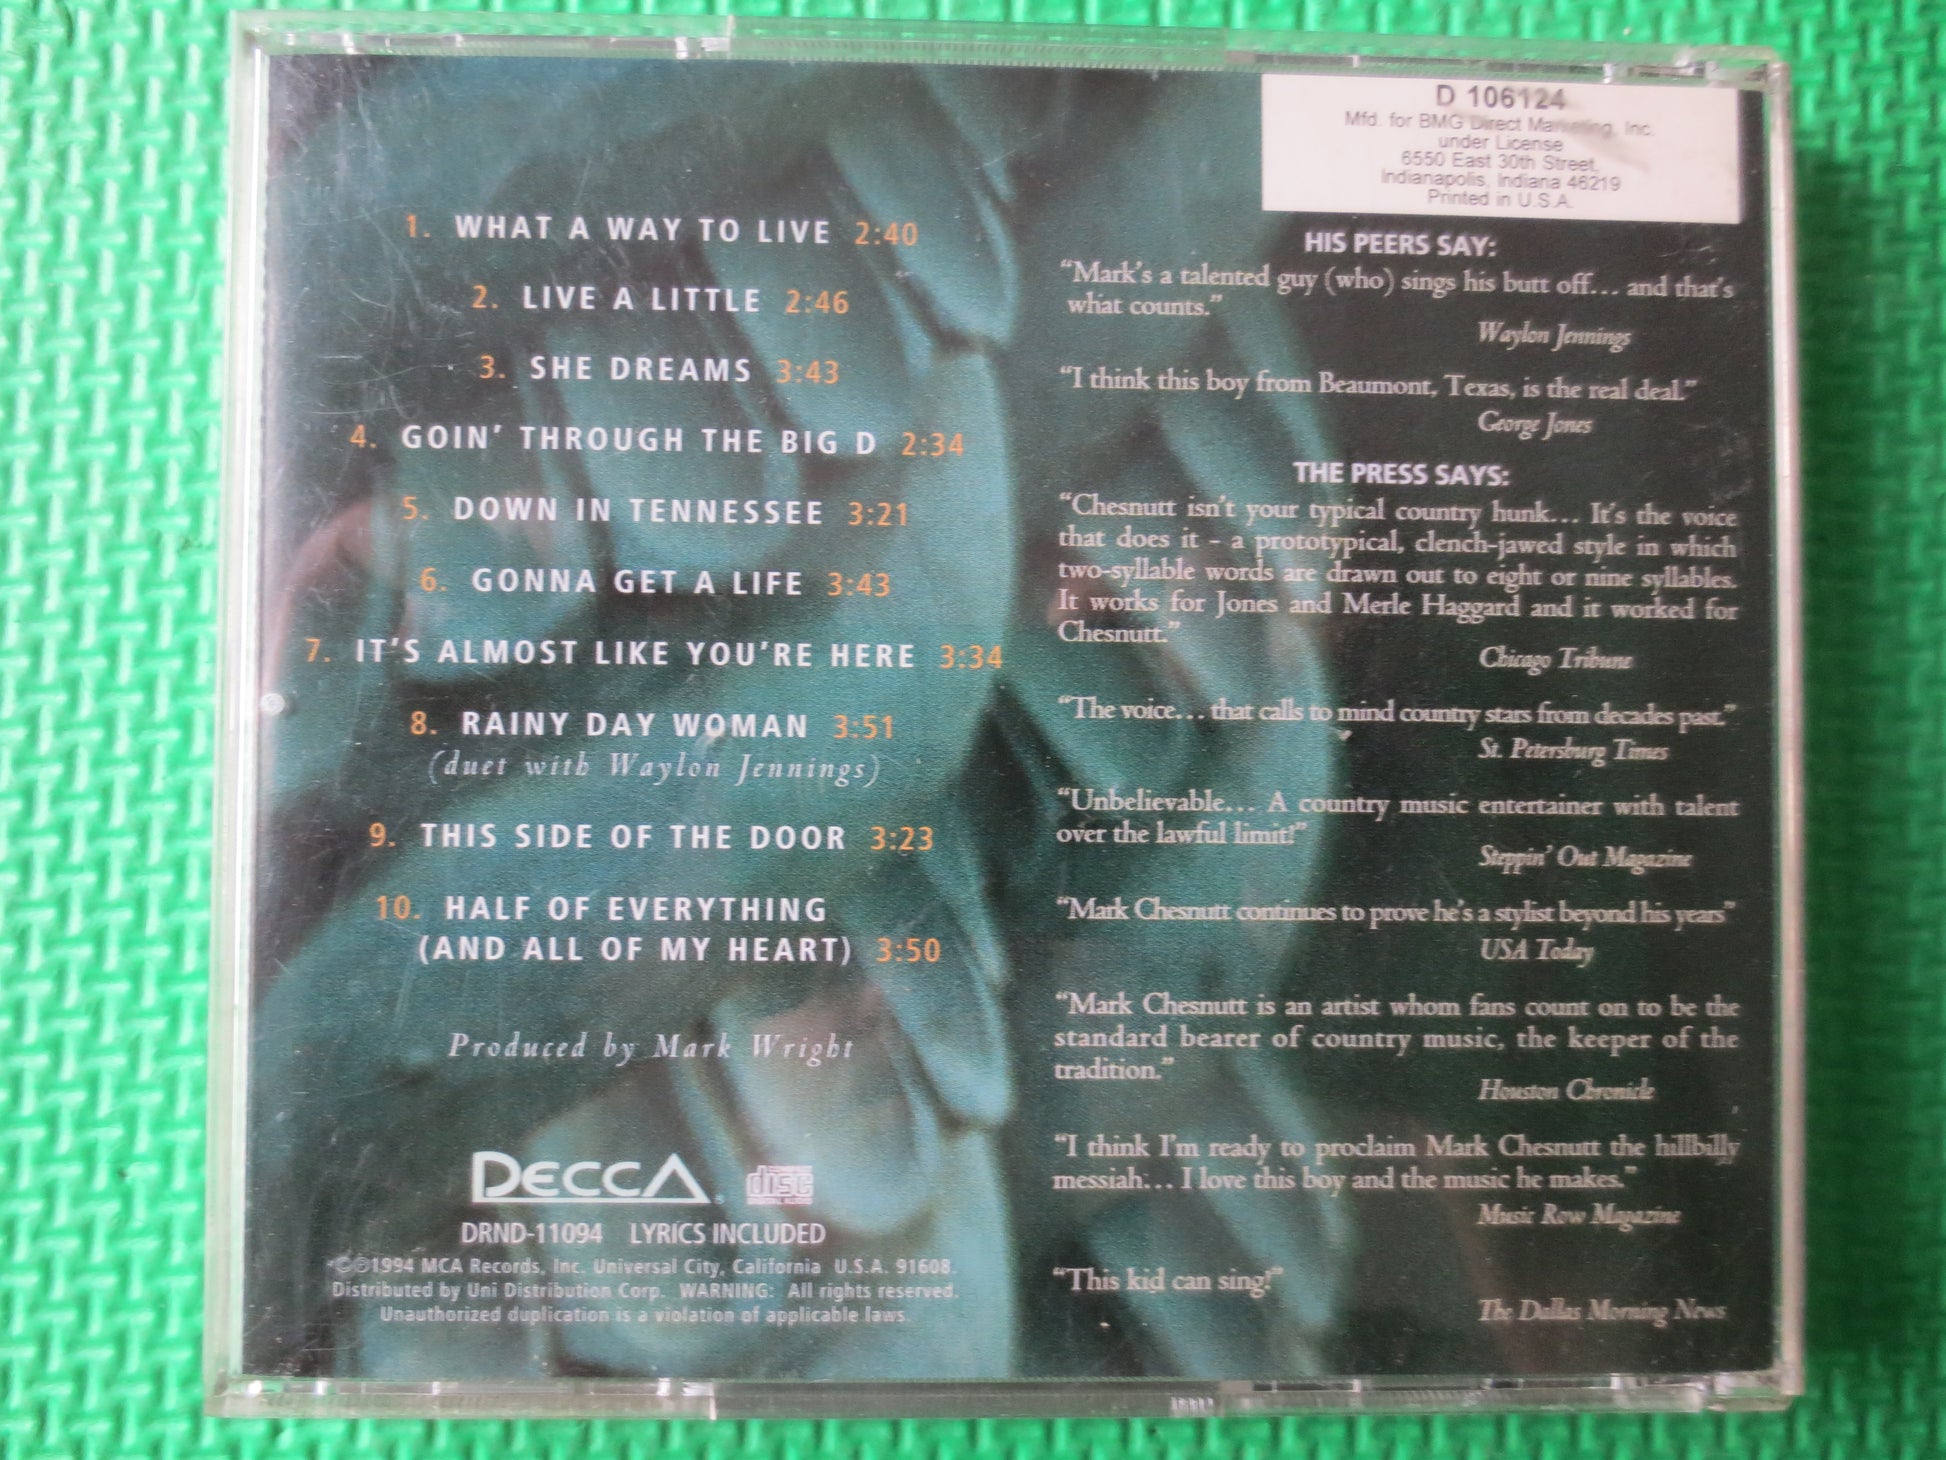 D 106124
Mfd. for BMG Direct Marketing, Inc.
under License
6550 East 30th Street,
Indianapolis, Indiana 46219
Printed in U.S.A.
1. WHAT A WAY TO LIVE 2:40
2. LIVE A LITTLE 2:46
3. SHE DREAMS 3:43
4. GOIN' THROUGH THE BIG D 2:34
5. DOWN IN TENNESSEE 3:21
6. GONNA GET A LIFE 3:43
7. IT'S ALMOST LIKE YOU'RE HERE 3:34
8. RAINY DAY WOMAN 3:51
(duet with Waylon Jennings)
9. THIS SIDE OF THE DOOR 3:23
10. HALF OF EVERYTHING
(AND ALL OF MY HEART) 3:50
Produced by Mark Wright
DECCA®
COMPACT
disc
DIGITAL AUDIO
DRND-11094 LYRICS INCLUDED
©℗1994 MCA Records, Inc. Universal City, California U.S.A. 91608.
Distributed by Uni Distribution Corp. WARNING: All rights reserved.
Unauthorized duplication is a violation of applicable laws.
HIS PEERS SAY:
“Mark's a talented guy (who) sings his butt off... and that's
what counts.”
Waylon Jennings
“I think this boy from Beaumont, Texas, is the real deal.”
George Jones
THE PRESS SAYS:
“Chesnutt isn't your typical country hunk... It's the voice
that does it - a prototypical, clench-jawed style in which
two-syllable words are drawn out to eight or nine syllables.
It works for Jones and Merle Haggard and it worked for
Chesnutt.”
Chicago Tribune
“The voice... that calls to mind country stars from decades past.”
St. Petersburg Times
“Unbelievable... A country music entertainer with talent
over the lawful limit!”
Steppin' Out Magazine
“Mark Chesnutt continues to prove he's a stylist beyond his years”
USA Today
“Mark Chesnutt is an artist whom fans count on to be the
standard bearer of country music, the keeper of the
tradition.”
Houston Chronicle
“I think I'm ready to proclaim Mark Chesnutt the hillbilly
messiah... I love this boy and the music he makes.”
Music Row Magazine
“This kid can sing!”
The Dallas Morning News